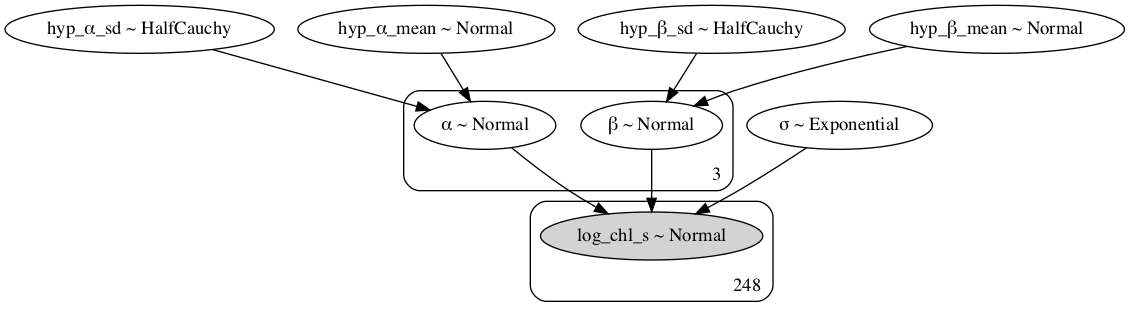 hyp_α_sd ~ HalfCauchy
hyp_α_mean ~ Normal
hyp_β_sd ~ HalfCauchy
hyp_β_mean ~ Normal
α ~ Normal
β ~ Normal
σ ~ Exponential
3
log_chl_s ~ Normal
248